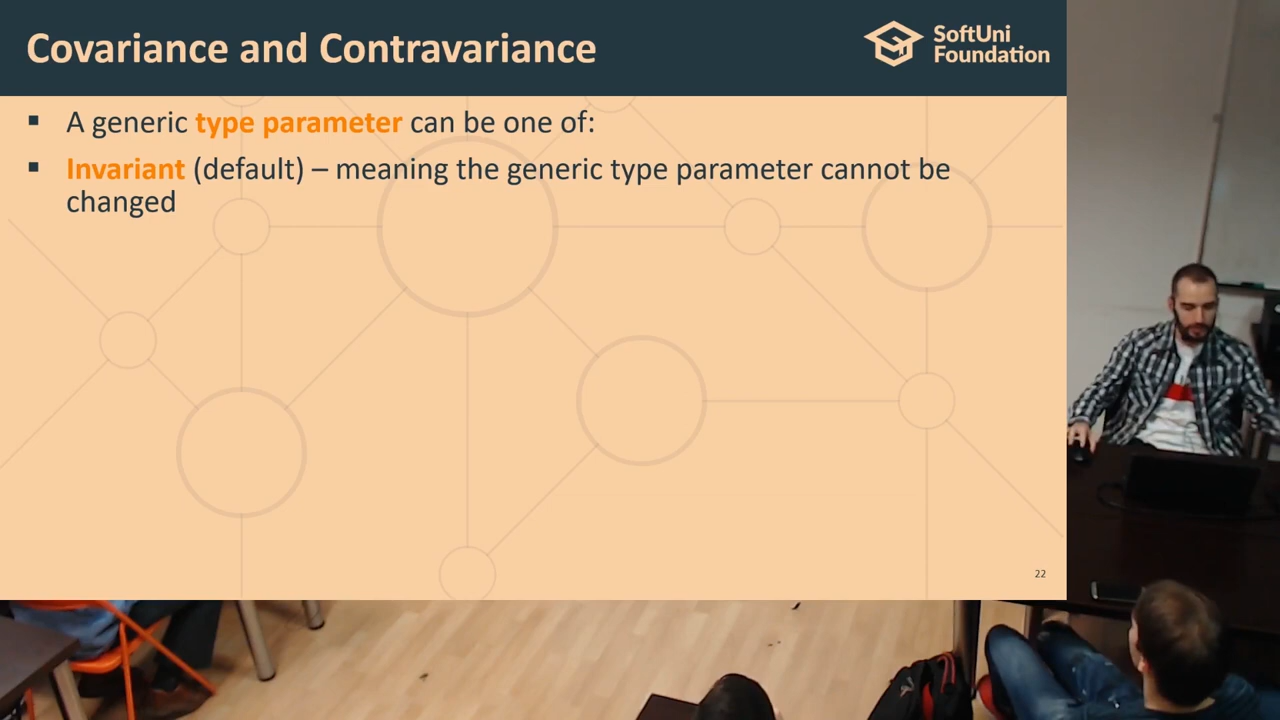 Covariance and Contravariance
SoftUni
Foundation
▪ A generic type parameter can be one of:
▪ Invariant (default) – meaning the generic type parameter cannot be
changed
22